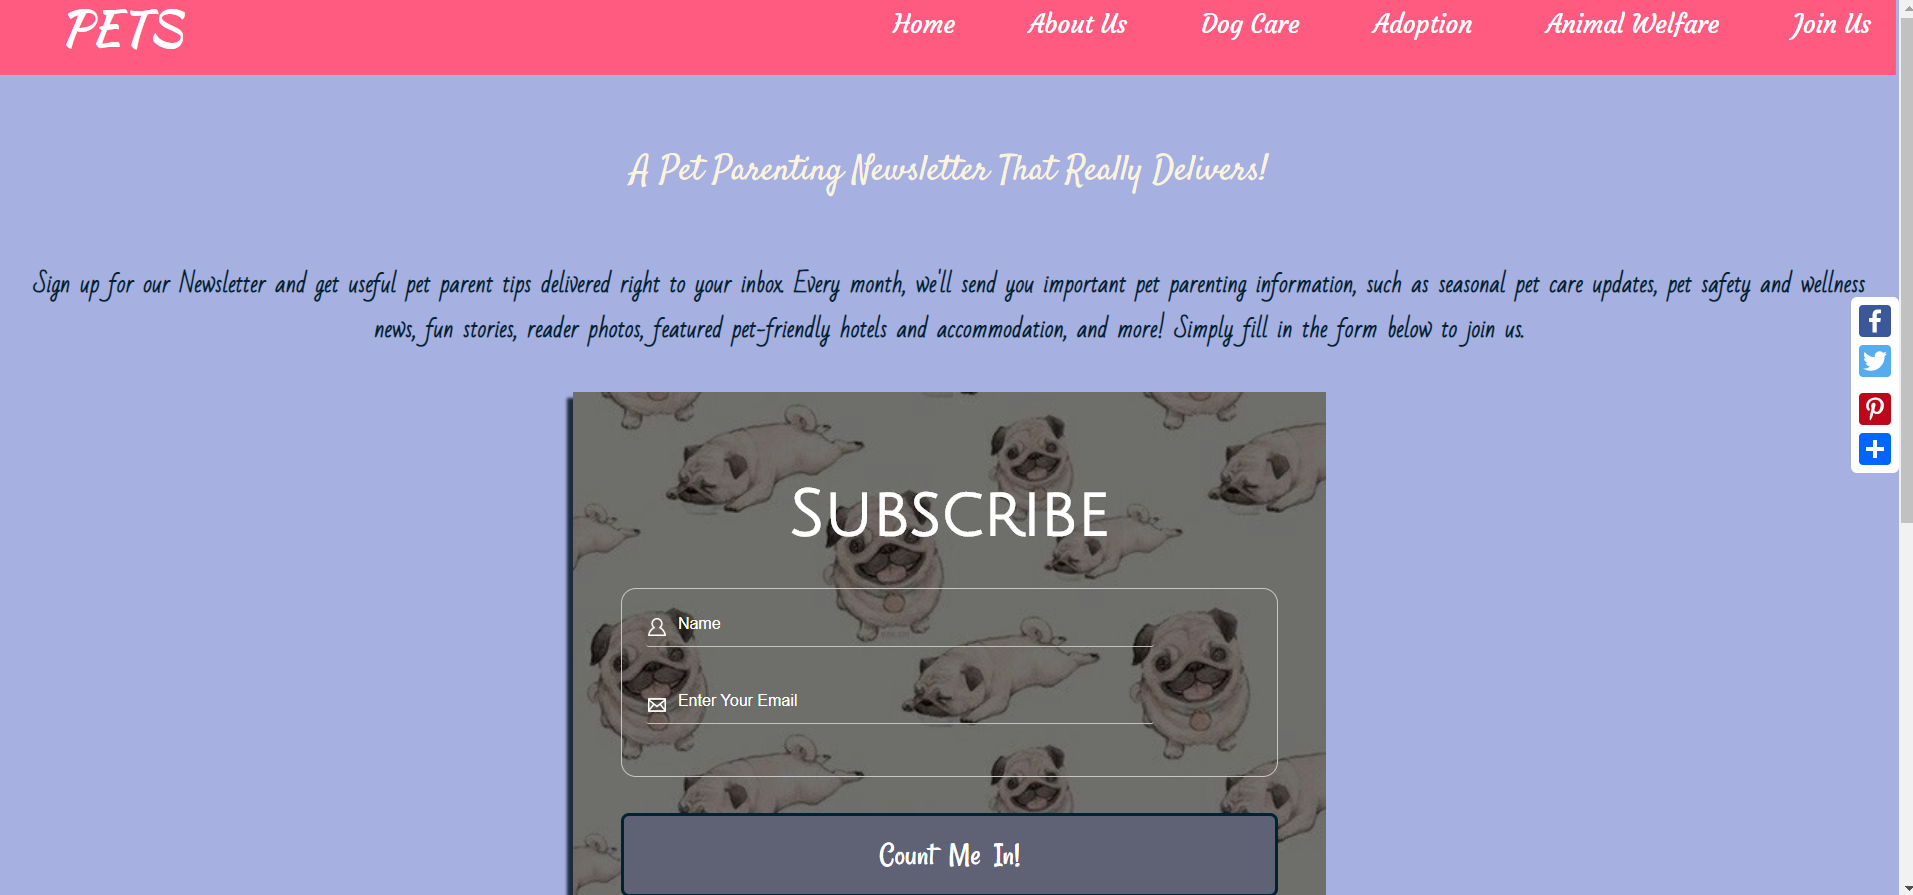 PETS
Home About Us Dog Care Adoption Animal Welfare Join Us
A Pet Parenting Newsletter That Really Delivers!
Sign up for our Newsletter and get useful pet parent tips delivered right to your inbox. Every month, we'll send you important pet parenting information, such as seasonal pet care updates, pet safety and wellness
news, fun stories, reader photos, featured pet-friendly hotels and accommodation, and more! Simply fill in the form below to join us.
Subscribe
Name
Enter Your Email
Count Me In!